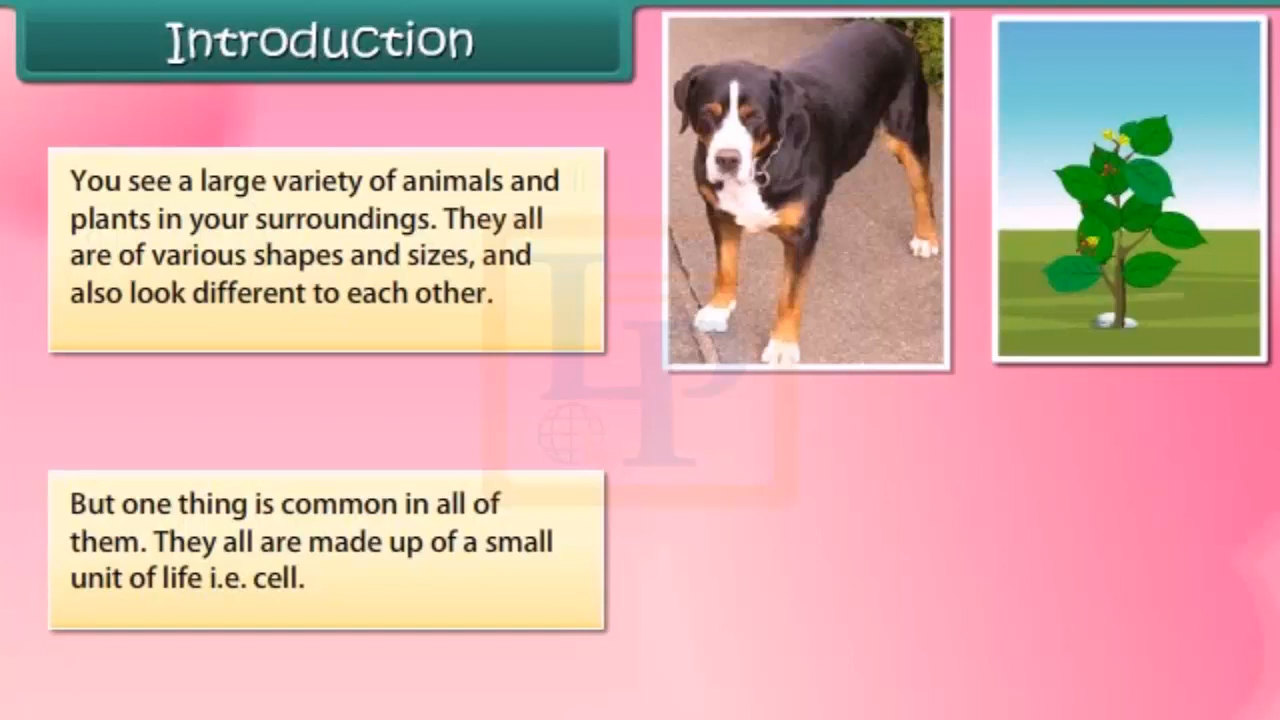 Introduction
You see a large variety of animals and
plants in your surroundings. They all
are of various shapes and sizes, and
also look different to each other.
LP
But one thing is common in all of
them. They all are made up of a small
unit of life i.e. cell.